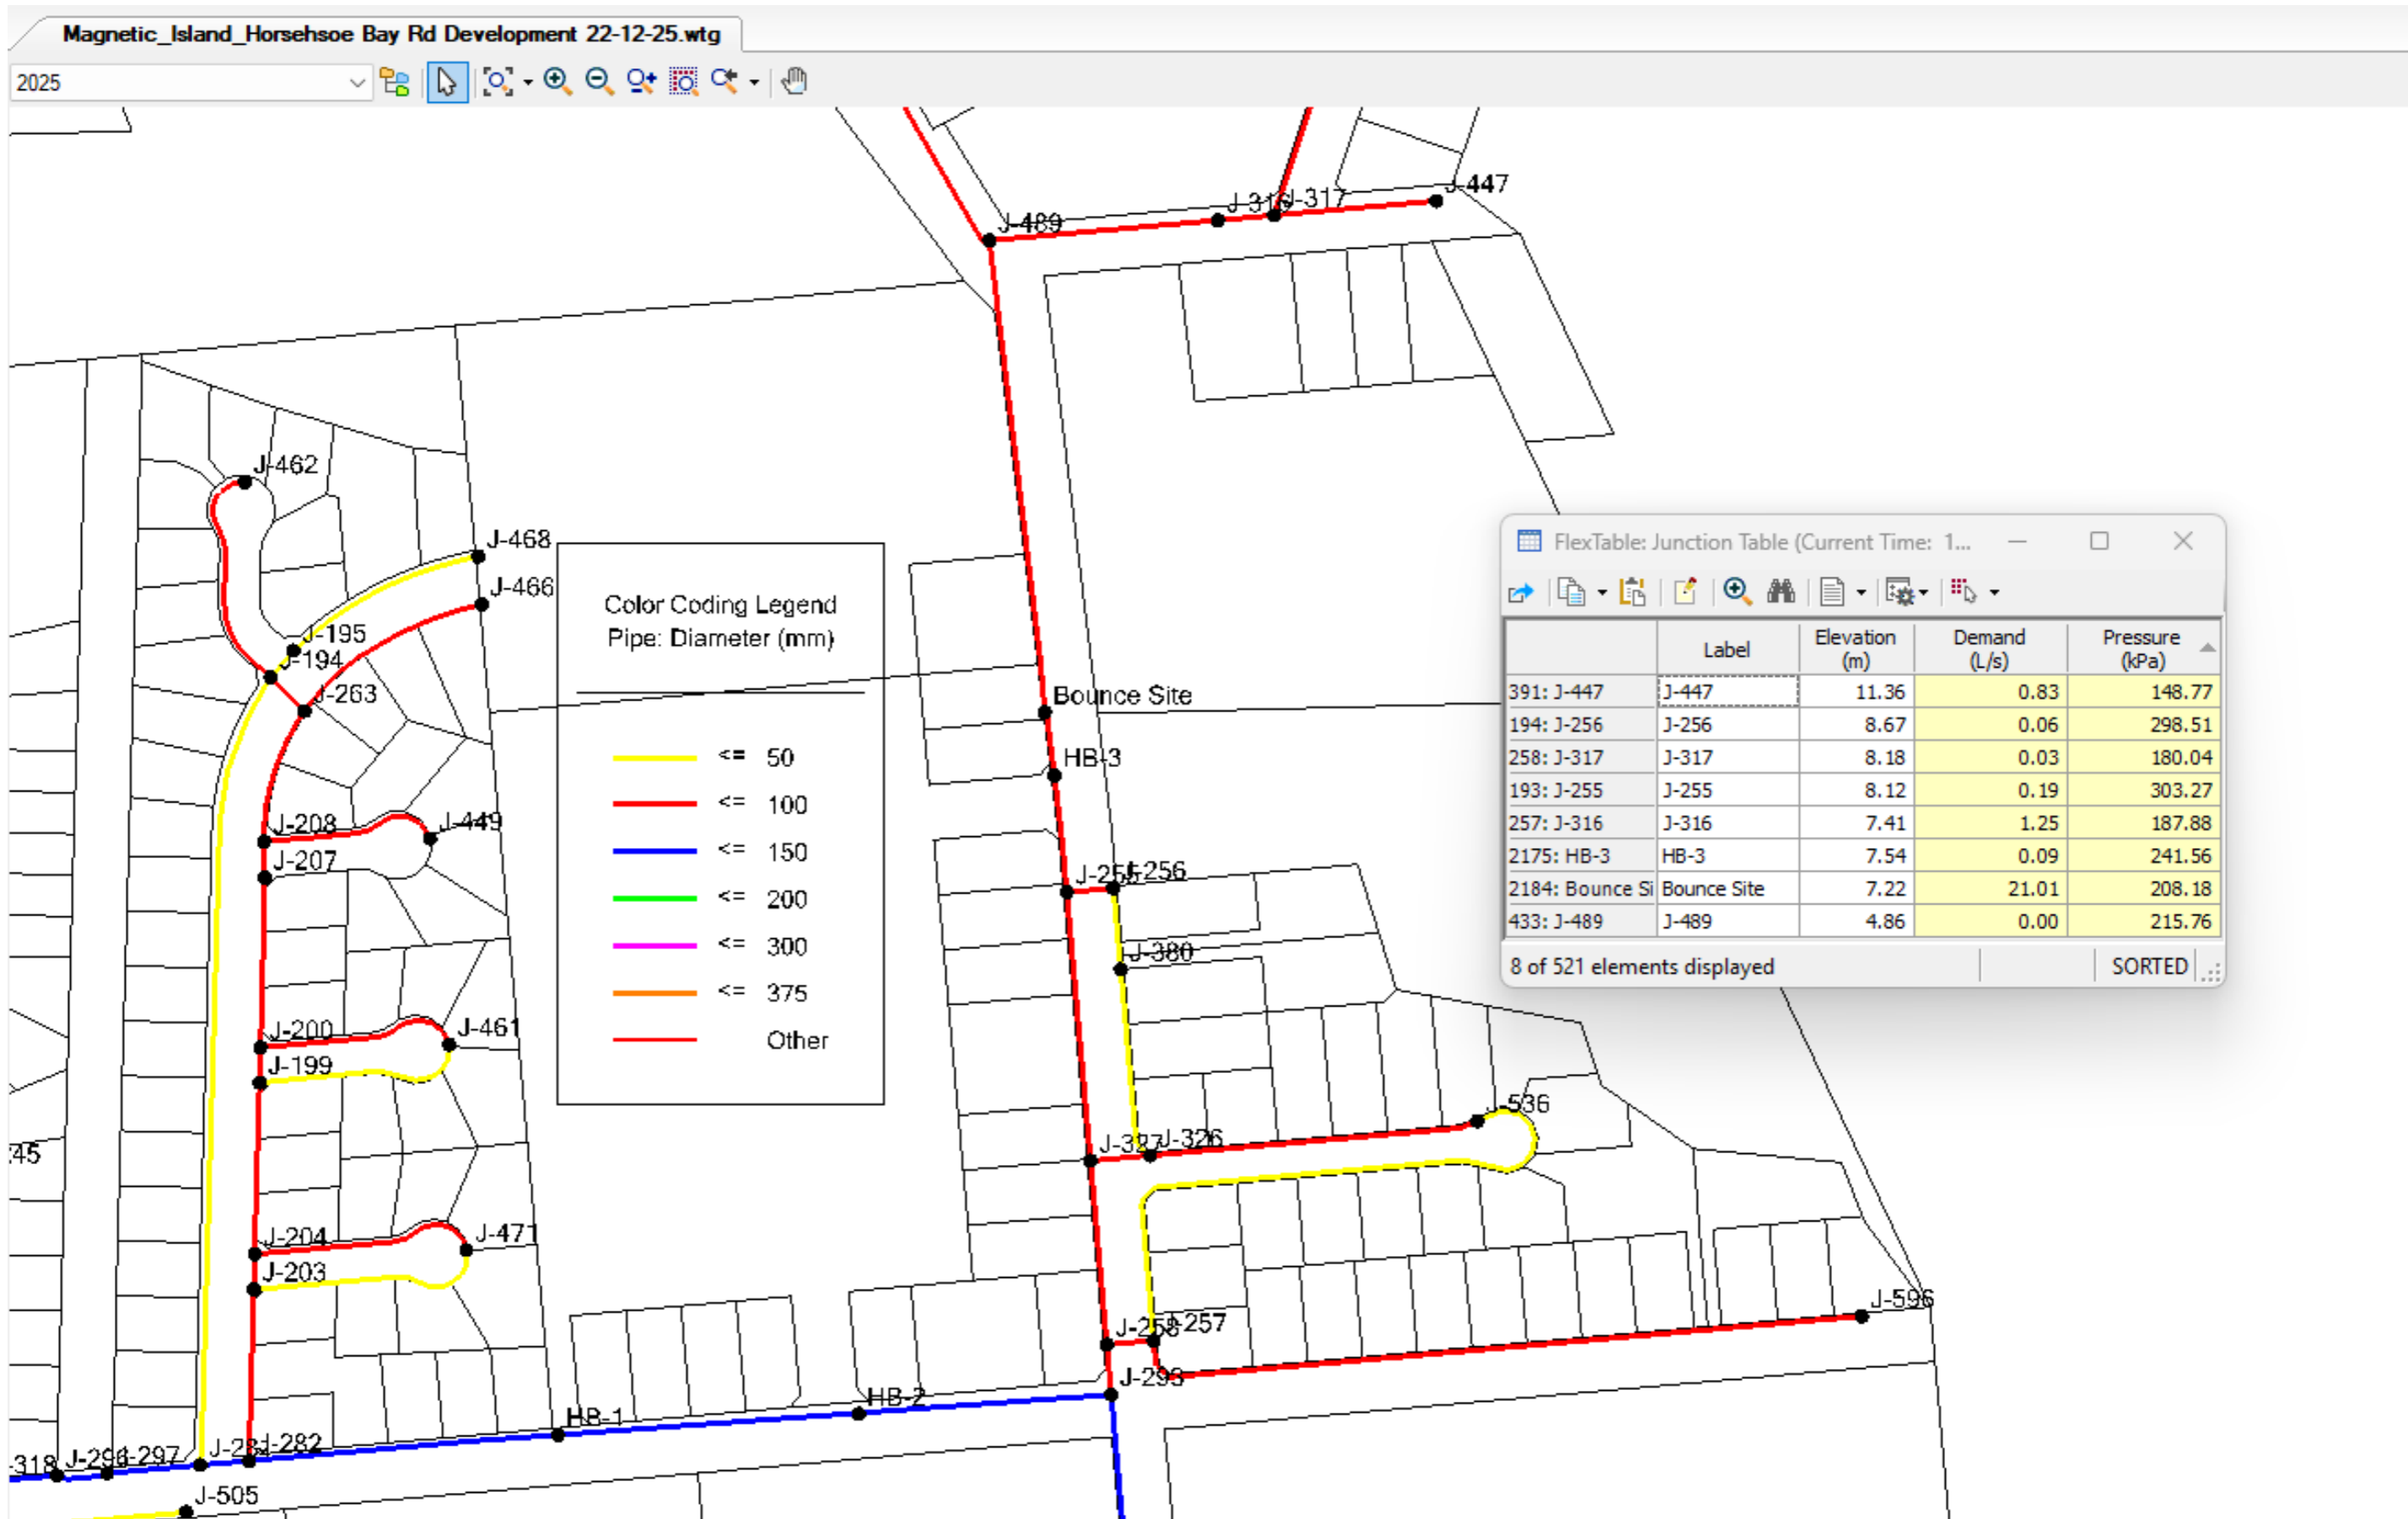 Magnetic_Island_Horsehsoe Bay Rd Development 22-12-25.wtg
2025
J-447
J-317
J-489
J-462
J-468
J-466
J-195
J-194
J-263
Color Coding Legend
Pipe: Diameter (mm)
<= 50
<= 100
<= 150
<= 200
<= 300
<= 375
Other
Bounce Site
HB-3
J-208
J-449
J-207
J-256
J-380
J-200
J-461
J-199
J-536
J-327
J-326
45
J-204
J-471
J-203
J-596
J-257
J-293
HB-2
HB-1
J-282
J-297
-318
J-505
FlexTable: Junction Table (Current Time: 1...
Label Elevation (m) Demand (L/s) Pressure (kPa)
391: J-447 J-447 11.36 0.83 148.77
194: J-256 J-256 8.67 0.06 298.51
258: J-317 J-317 8.18 0.03 180.04
193: J-255 J-255 8.12 0.19 303.27
257: J-316 J-316 7.41 1.25 187.88
2175: HB-3 HB-3 7.54 0.09 241.56
2184: Bounce Si Bounce Site 7.22 21.01 208.18
433: J-489 J-489 4.86 0.00 215.76
8 of 521 elements displayed
SORTED